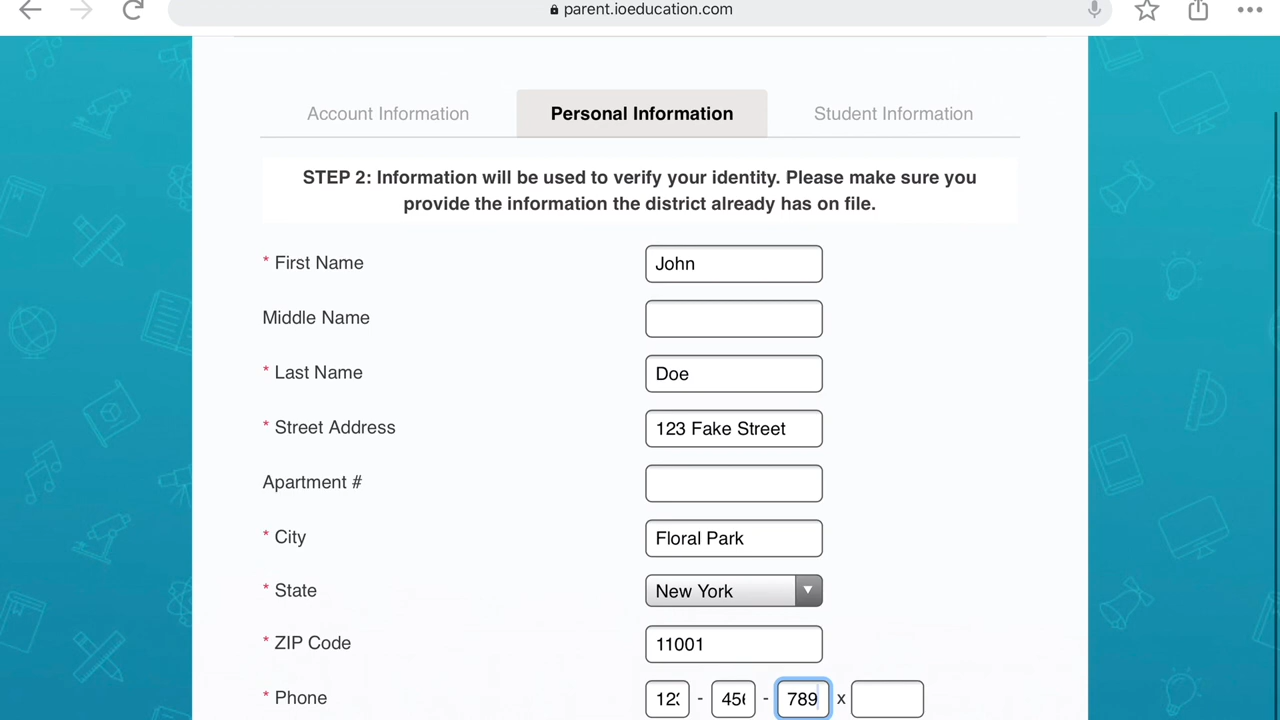 parent.ioeducation.com
Account Information Personal Information Student Information
STEP 2: Information will be used to verify your identity. Please make sure you
provide the information the district already has on file.
* First Name John
Middle Name
* Last Name Doe
* Street Address 123 Fake Street
Apartment #
* City Floral Park
* State New York
* ZIP Code 11001
* Phone 123 - 456 - 789 x